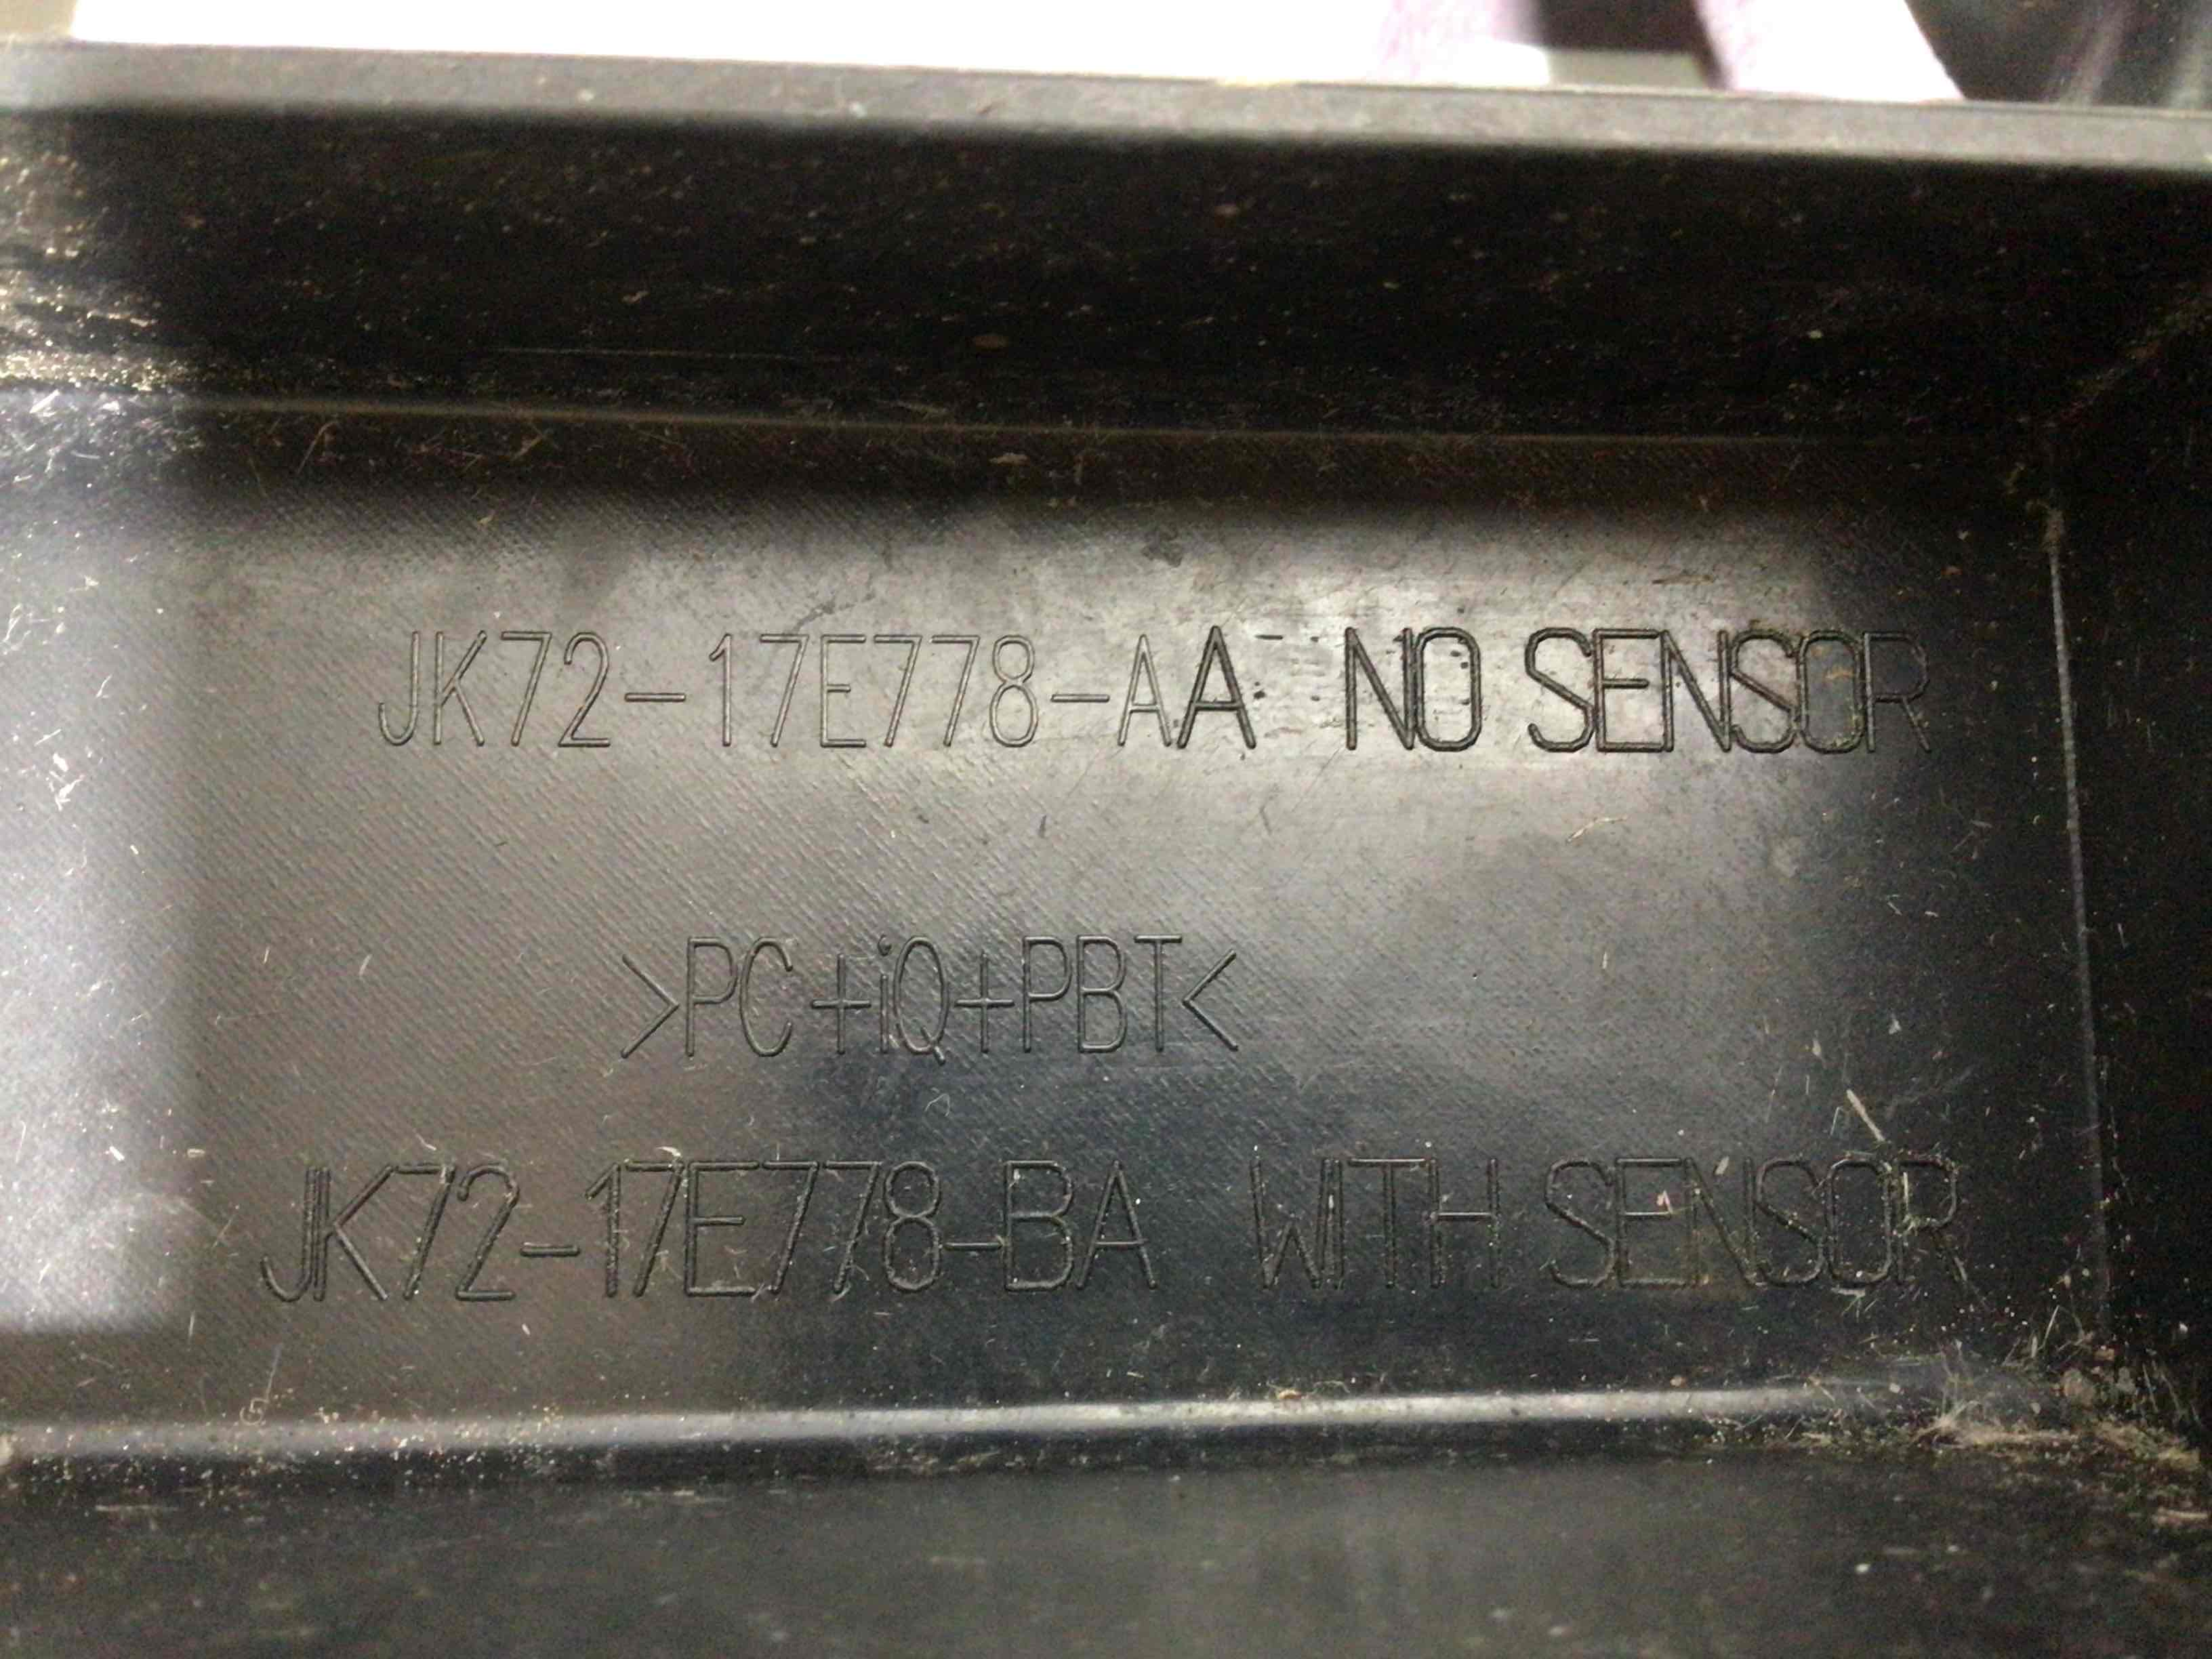 JK72-17E778-AA NO SENSOR
>PC+iQ+PBT<
JK72-17E778-BA WITH SENSOR